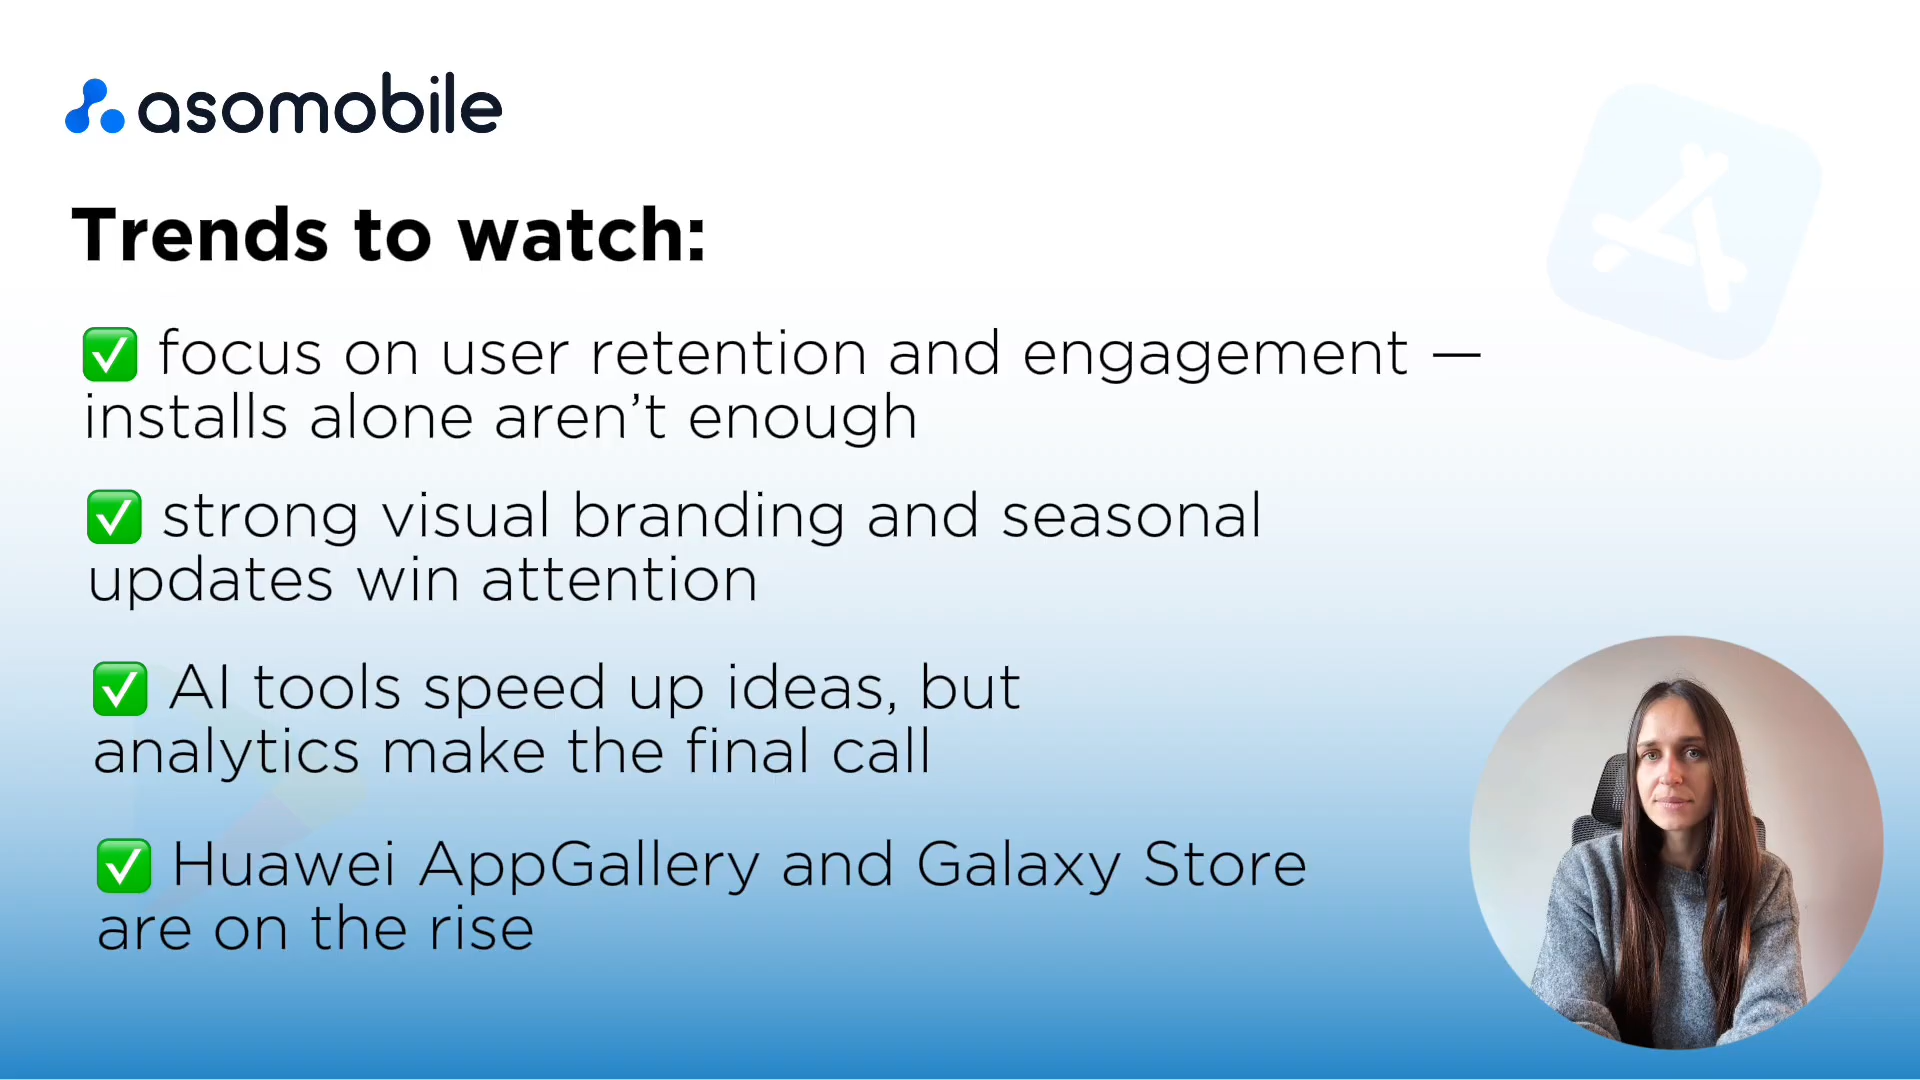 asomobile
Trends to watch:
✅ focus on user retention and engagement —
installs alone aren’t enough
✅ strong visual branding and seasonal
updates win attention
✅ AI tools speed up ideas, but
analytics make the final call
✅ Huawei AppGallery and Galaxy Store
are on the rise